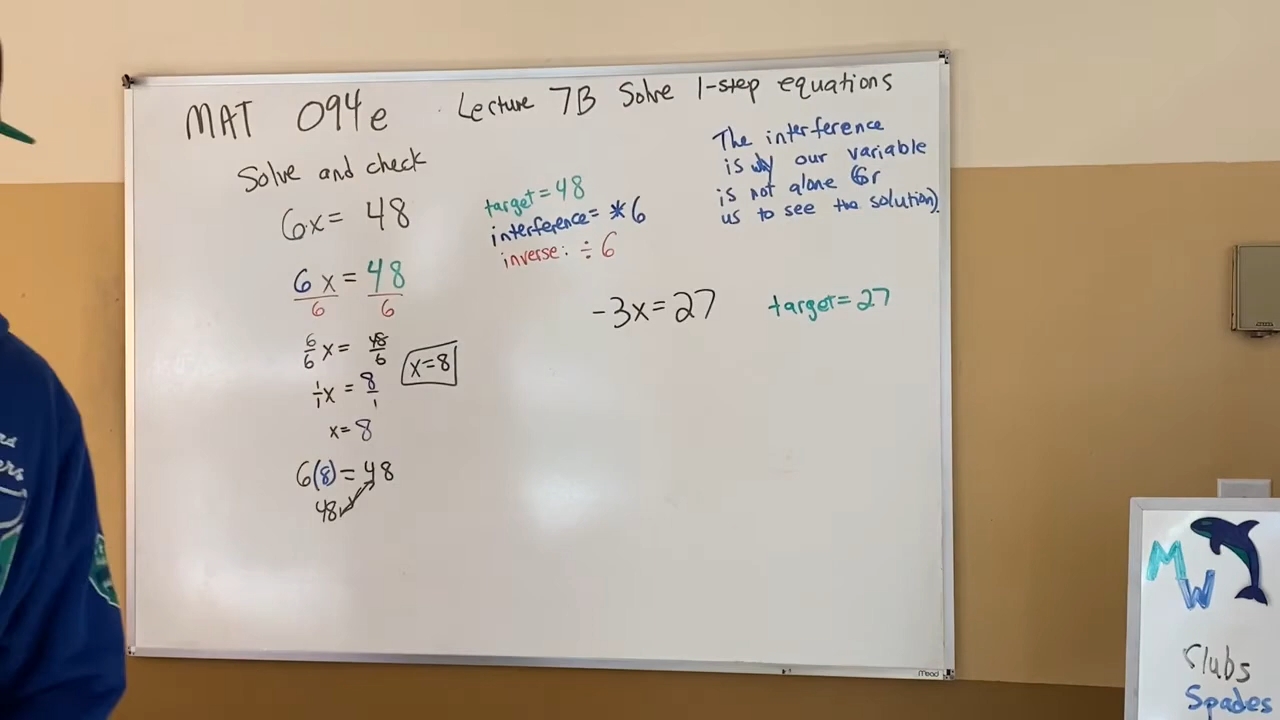 MAT 094e
Lecture 7B Solve 1-step equations
Solve and check
6x = 48
6 x = 48
6 6
6/6 x = 48/6
1/1 x = 8/1
x = 8
x=8
6(8) = 48
48
target = 48
interference = *6
inverse: ÷ 6
The interference
is why our variable
is not alone (for
us to see the solution).
-3x = 27
target = 27
Mead
MW
Clubs
Spades